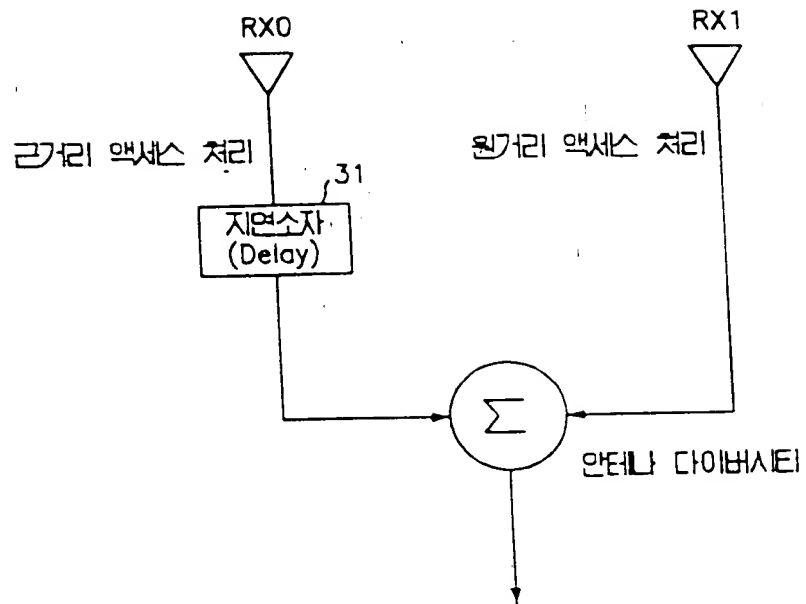 RX0
RX1
근거리 액세스 처리
원거리 액세스 처리
31
지연소자
(Delay)
Σ
안테나 다이버시티